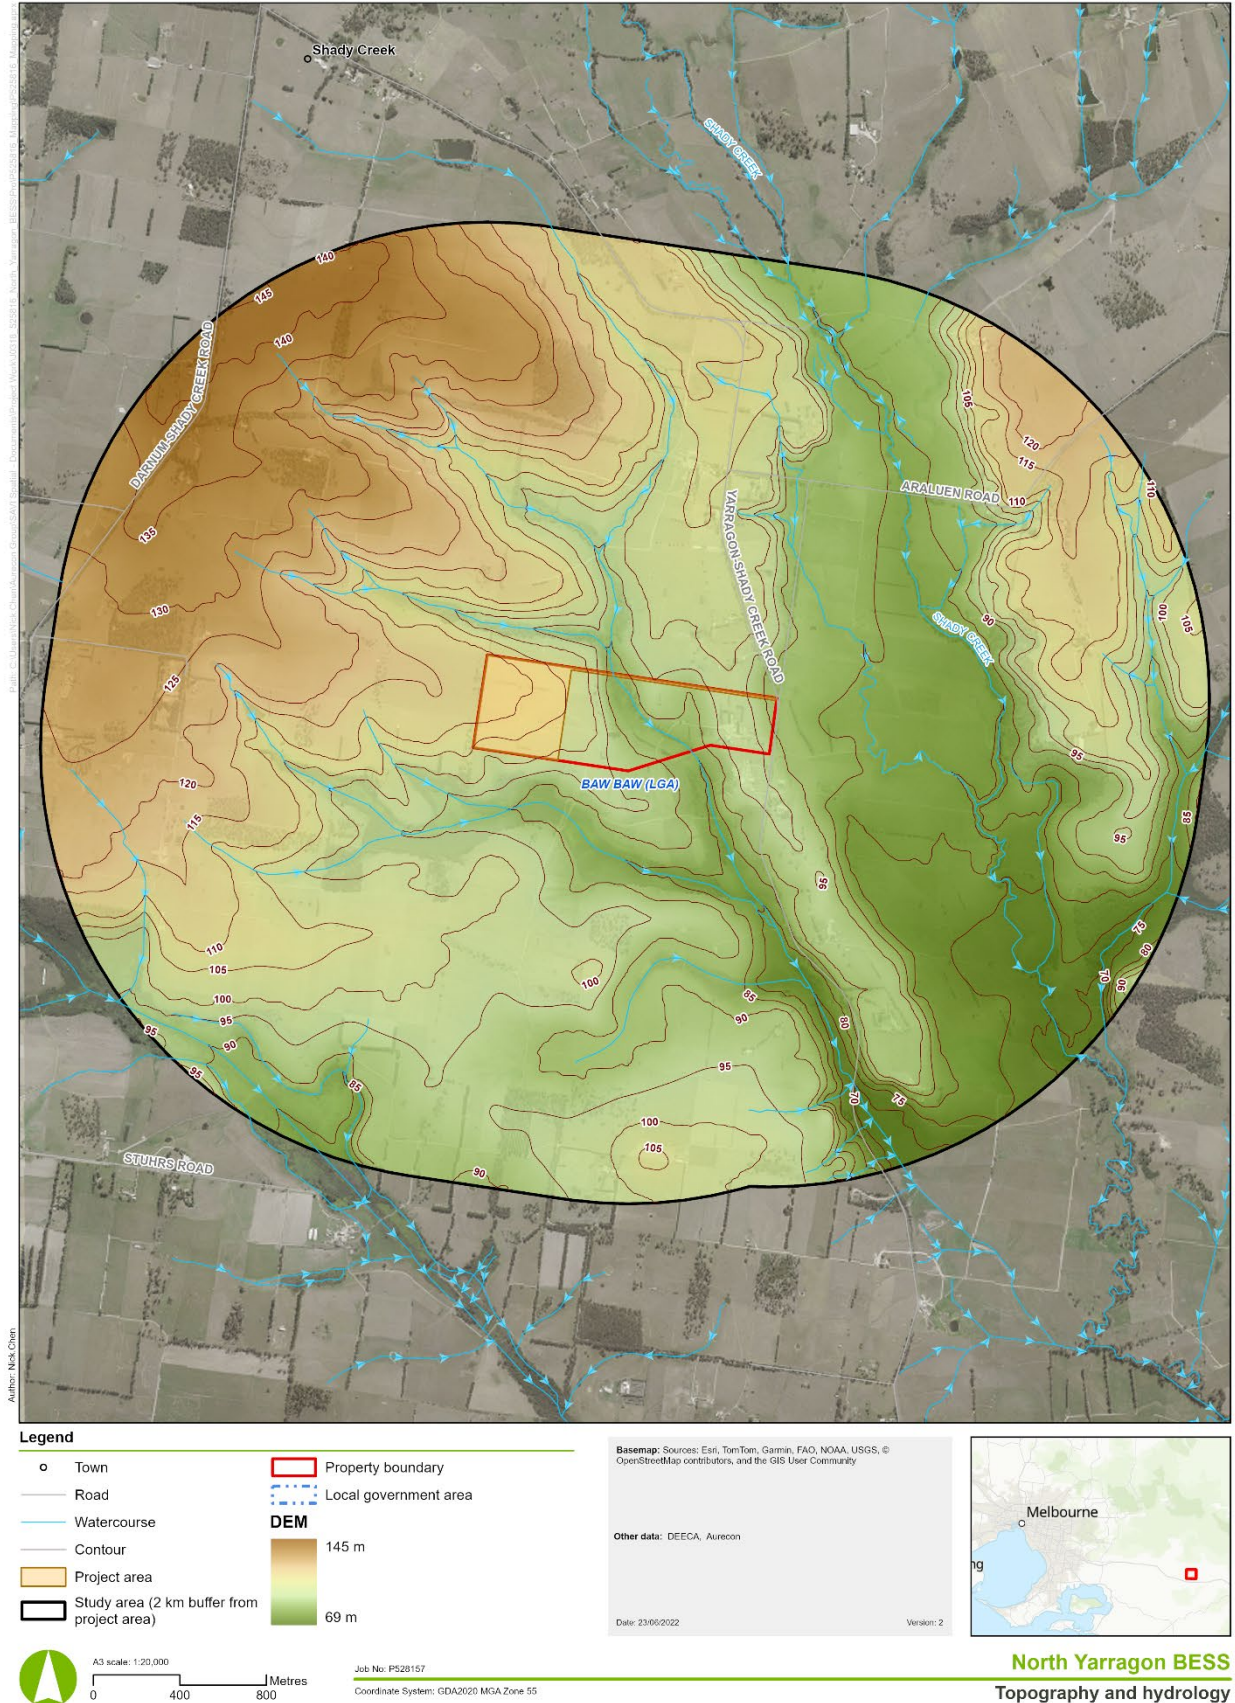 Shady Creek
SHADY CREEK
140
145
140
DARNUM-SHADY CREEK ROAD
105
120
115
110
110
ARALUEN ROAD
YARRAGON-SHADY CREEK ROAD
135
130
90
SHADY CREEK
100
105
125
95
BAW BAW (LGA)
120
115
85
95
95
110
105
100
100
75
80
70
90
85
90
80
95
95
90
95
85
95
70
75
100
105
90
STUHRS ROAD
Author: Nick.Chen
Legend
Town
Road
Watercourse
Contour
Project area
Study area (2 km buffer from
project area)
Property boundary
Local government area
DEM
145 m
69 m
Basemap: Sources: Esri, TomTom, Garmin, FAO, NOAA, USGS, ©
OpenStreetMap contributors, and the GIS User Community
Other data: DEECA, Aurecon
Date: 23/06/2022
Version: 2
Melbourne
ng
A3 scale: 1:20,000
Metres
0 400 800
Job No: P528157
Coordinate System: GDA2020 MGA Zone 55
North Yarragon BESS
Topography and hydrology